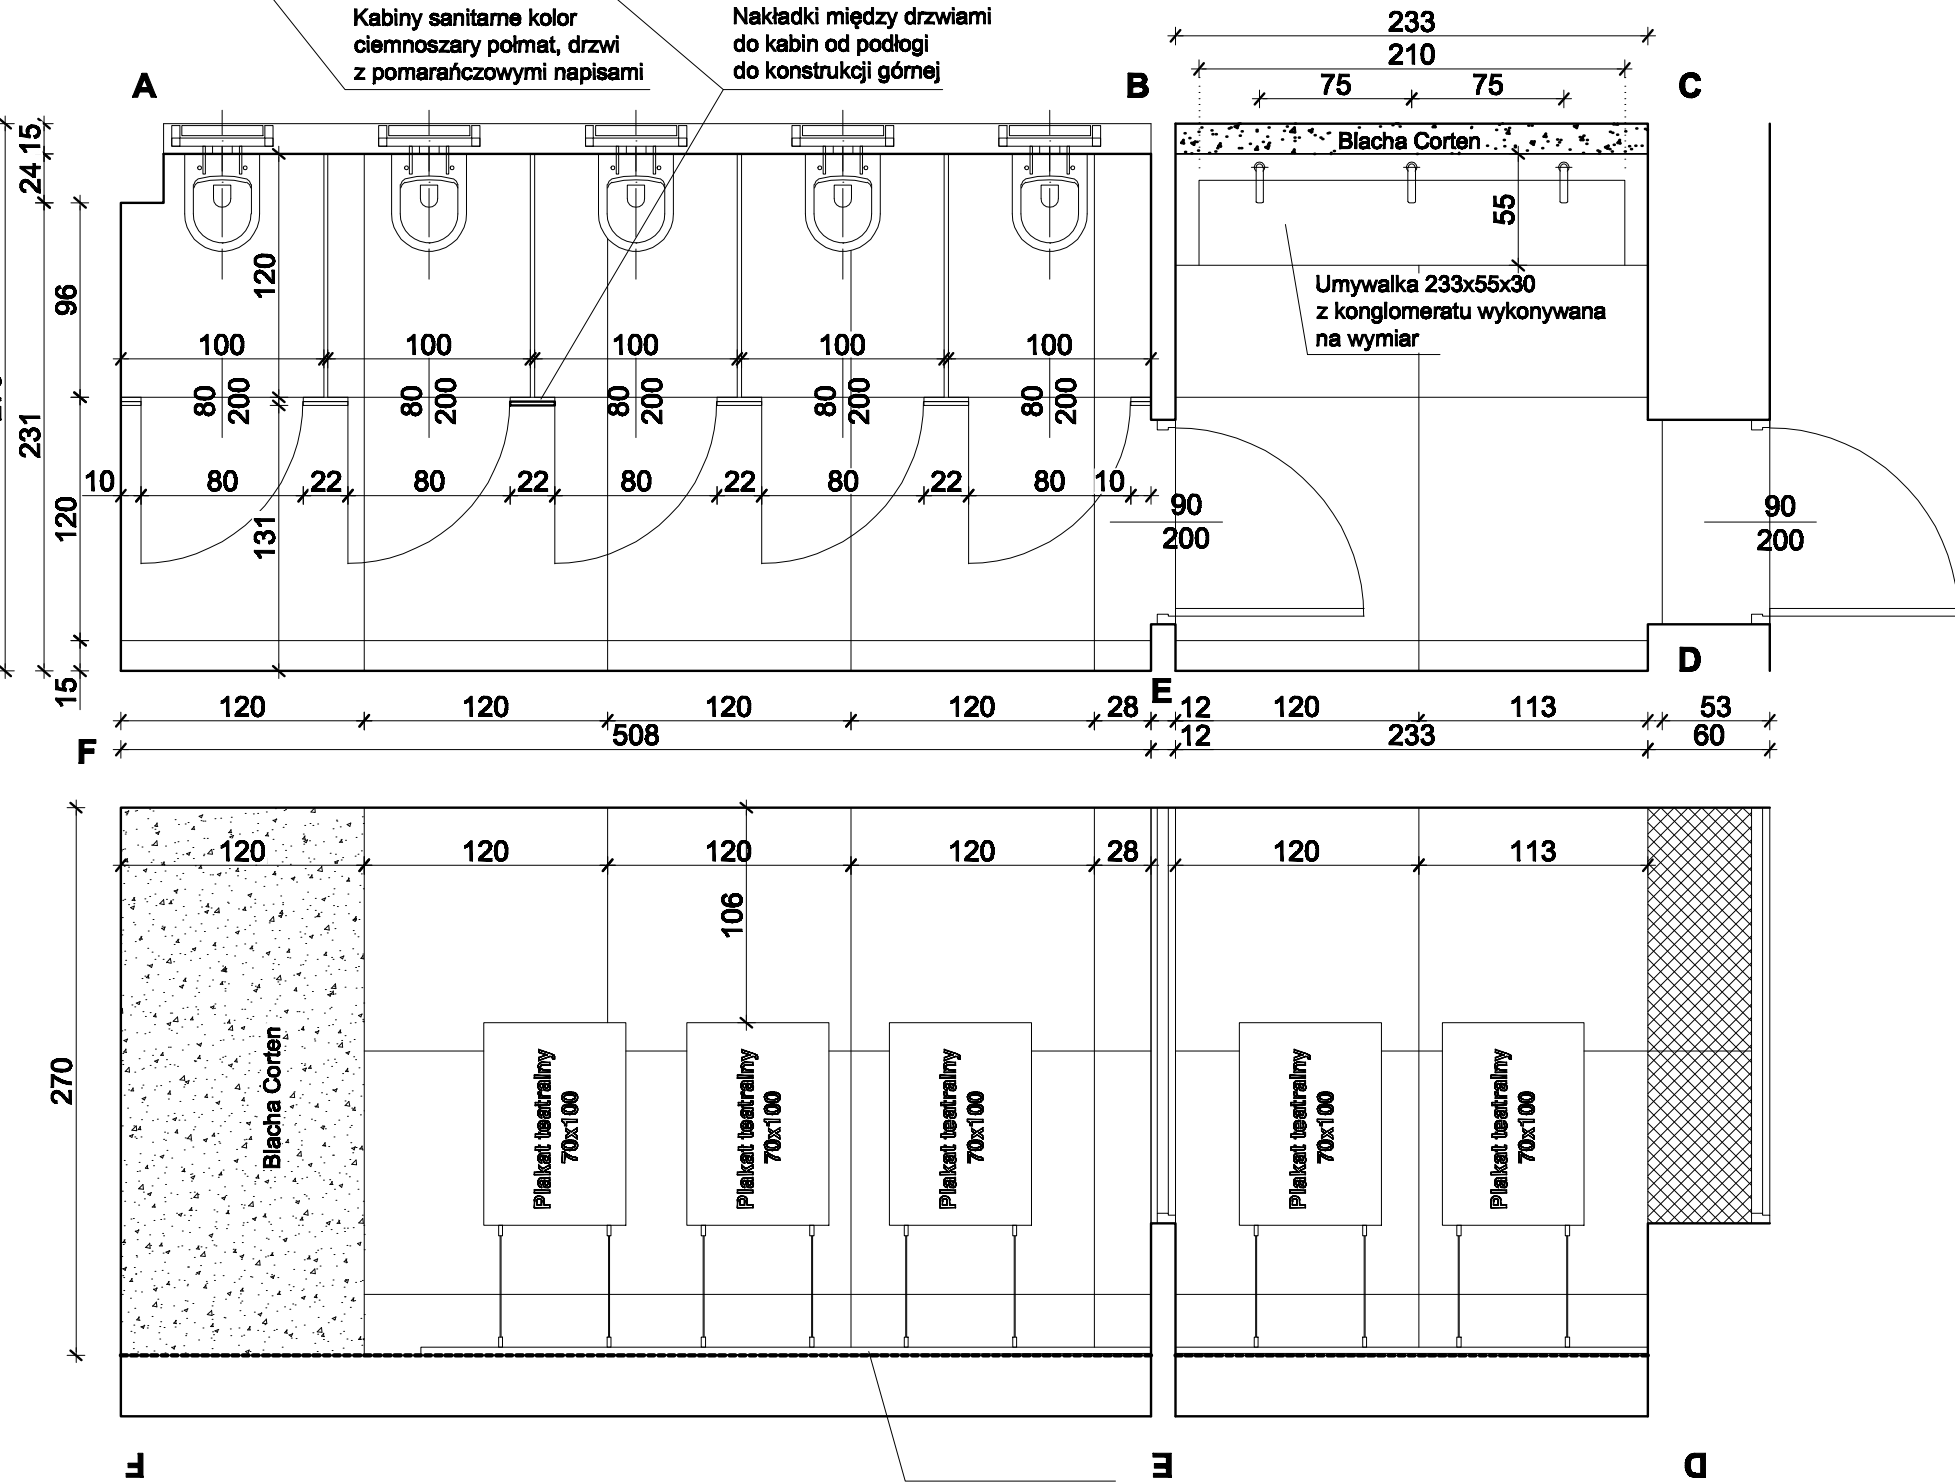 Kabiny sanitarne kolor
ciemnoszary połmat, drzwi
z pomarańczowymi napisami
Nakładki między drzwiami
do kabin od podłogi
do konstrukcji górnej
233
210
75 75
A B C
15
24
96
231
120
15
Blacha Corten
55
Umywalka 233x55x30
z konglomeratu wykonywana
na wymiar
120
100 100 100 100 100
80 200 80 200 80 200 80 200 80 200
10 80 22 80 22 80 22 80 22 80 10
131
90
200
90
200
D
E
120 120 120 120 28 12 120 113 53
F
508 12 233 60
120 120 120 120 28 120 113
106
270
Blacha Corten
Plakat teatralny
70x100
Plakat teatralny
70x100
Plakat teatralny
70x100
Plakat teatralny
70x100
Plakat teatralny
70x100
F E D